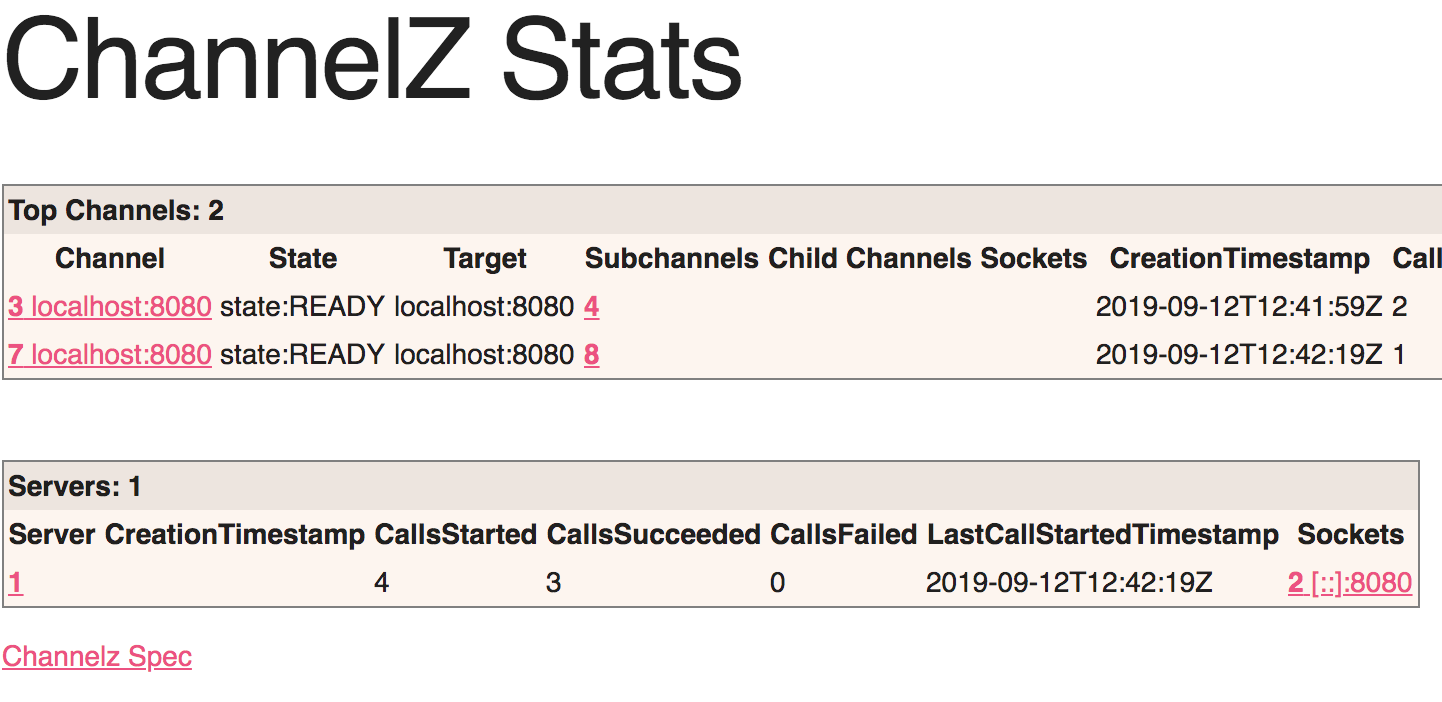 ChannelZ Stats
Top Channels: 2
Channel State Target Subchannels Child Channels Sockets CreationTimestamp Call
3 localhost:8080 state:READY localhost:8080 4 2019-09-12T12:41:59Z 2
7 localhost:8080 state:READY localhost:8080 8 2019-09-12T12:42:19Z 1
Servers: 1
Server CreationTimestamp CallsStarted CallsSucceeded CallsFailed LastCallStartedTimestamp Sockets
1 4 3 0 2019-09-12T12:42:19Z 2 [::]:8080
Channelz Spec